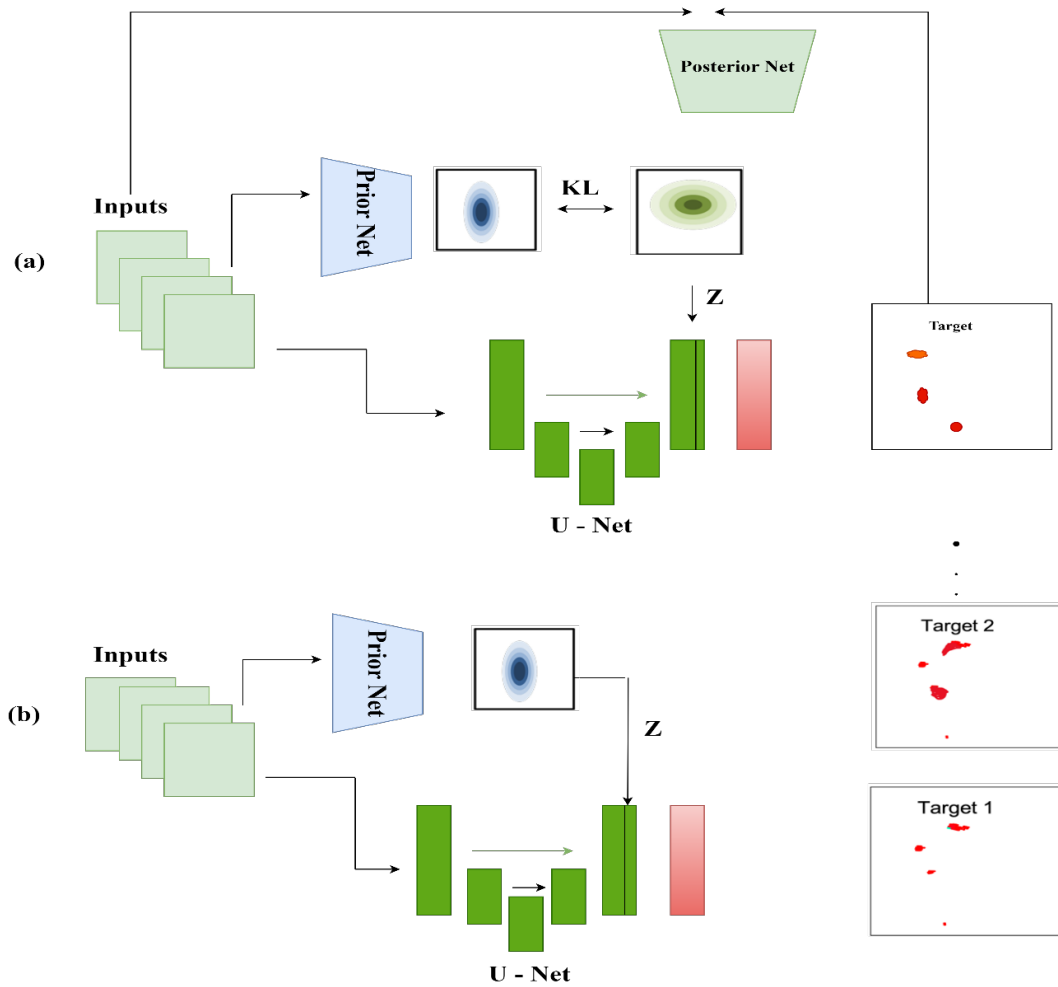 Posterior Net
Prior Net
KL
Inputs
(a)
Z
Target
U - Net
Prior Net
Target 2
Inputs
(b)
Z
Target 1
U - Net